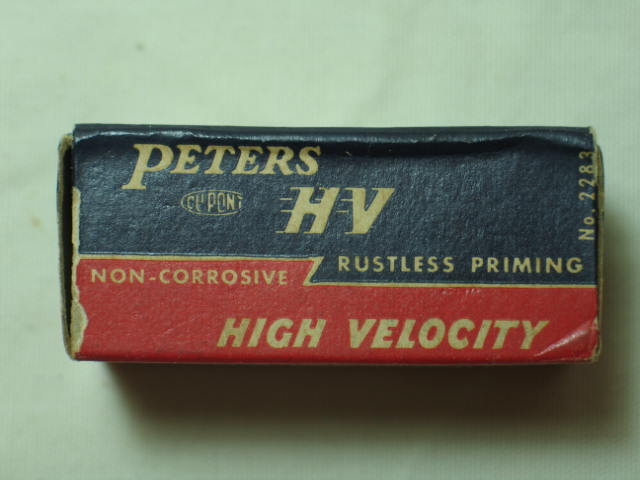 PETERS
DU PONT
H-V
No. 2283
NON-CORROSIVE
RUSTLESS PRIMING
HIGH VELOCITY